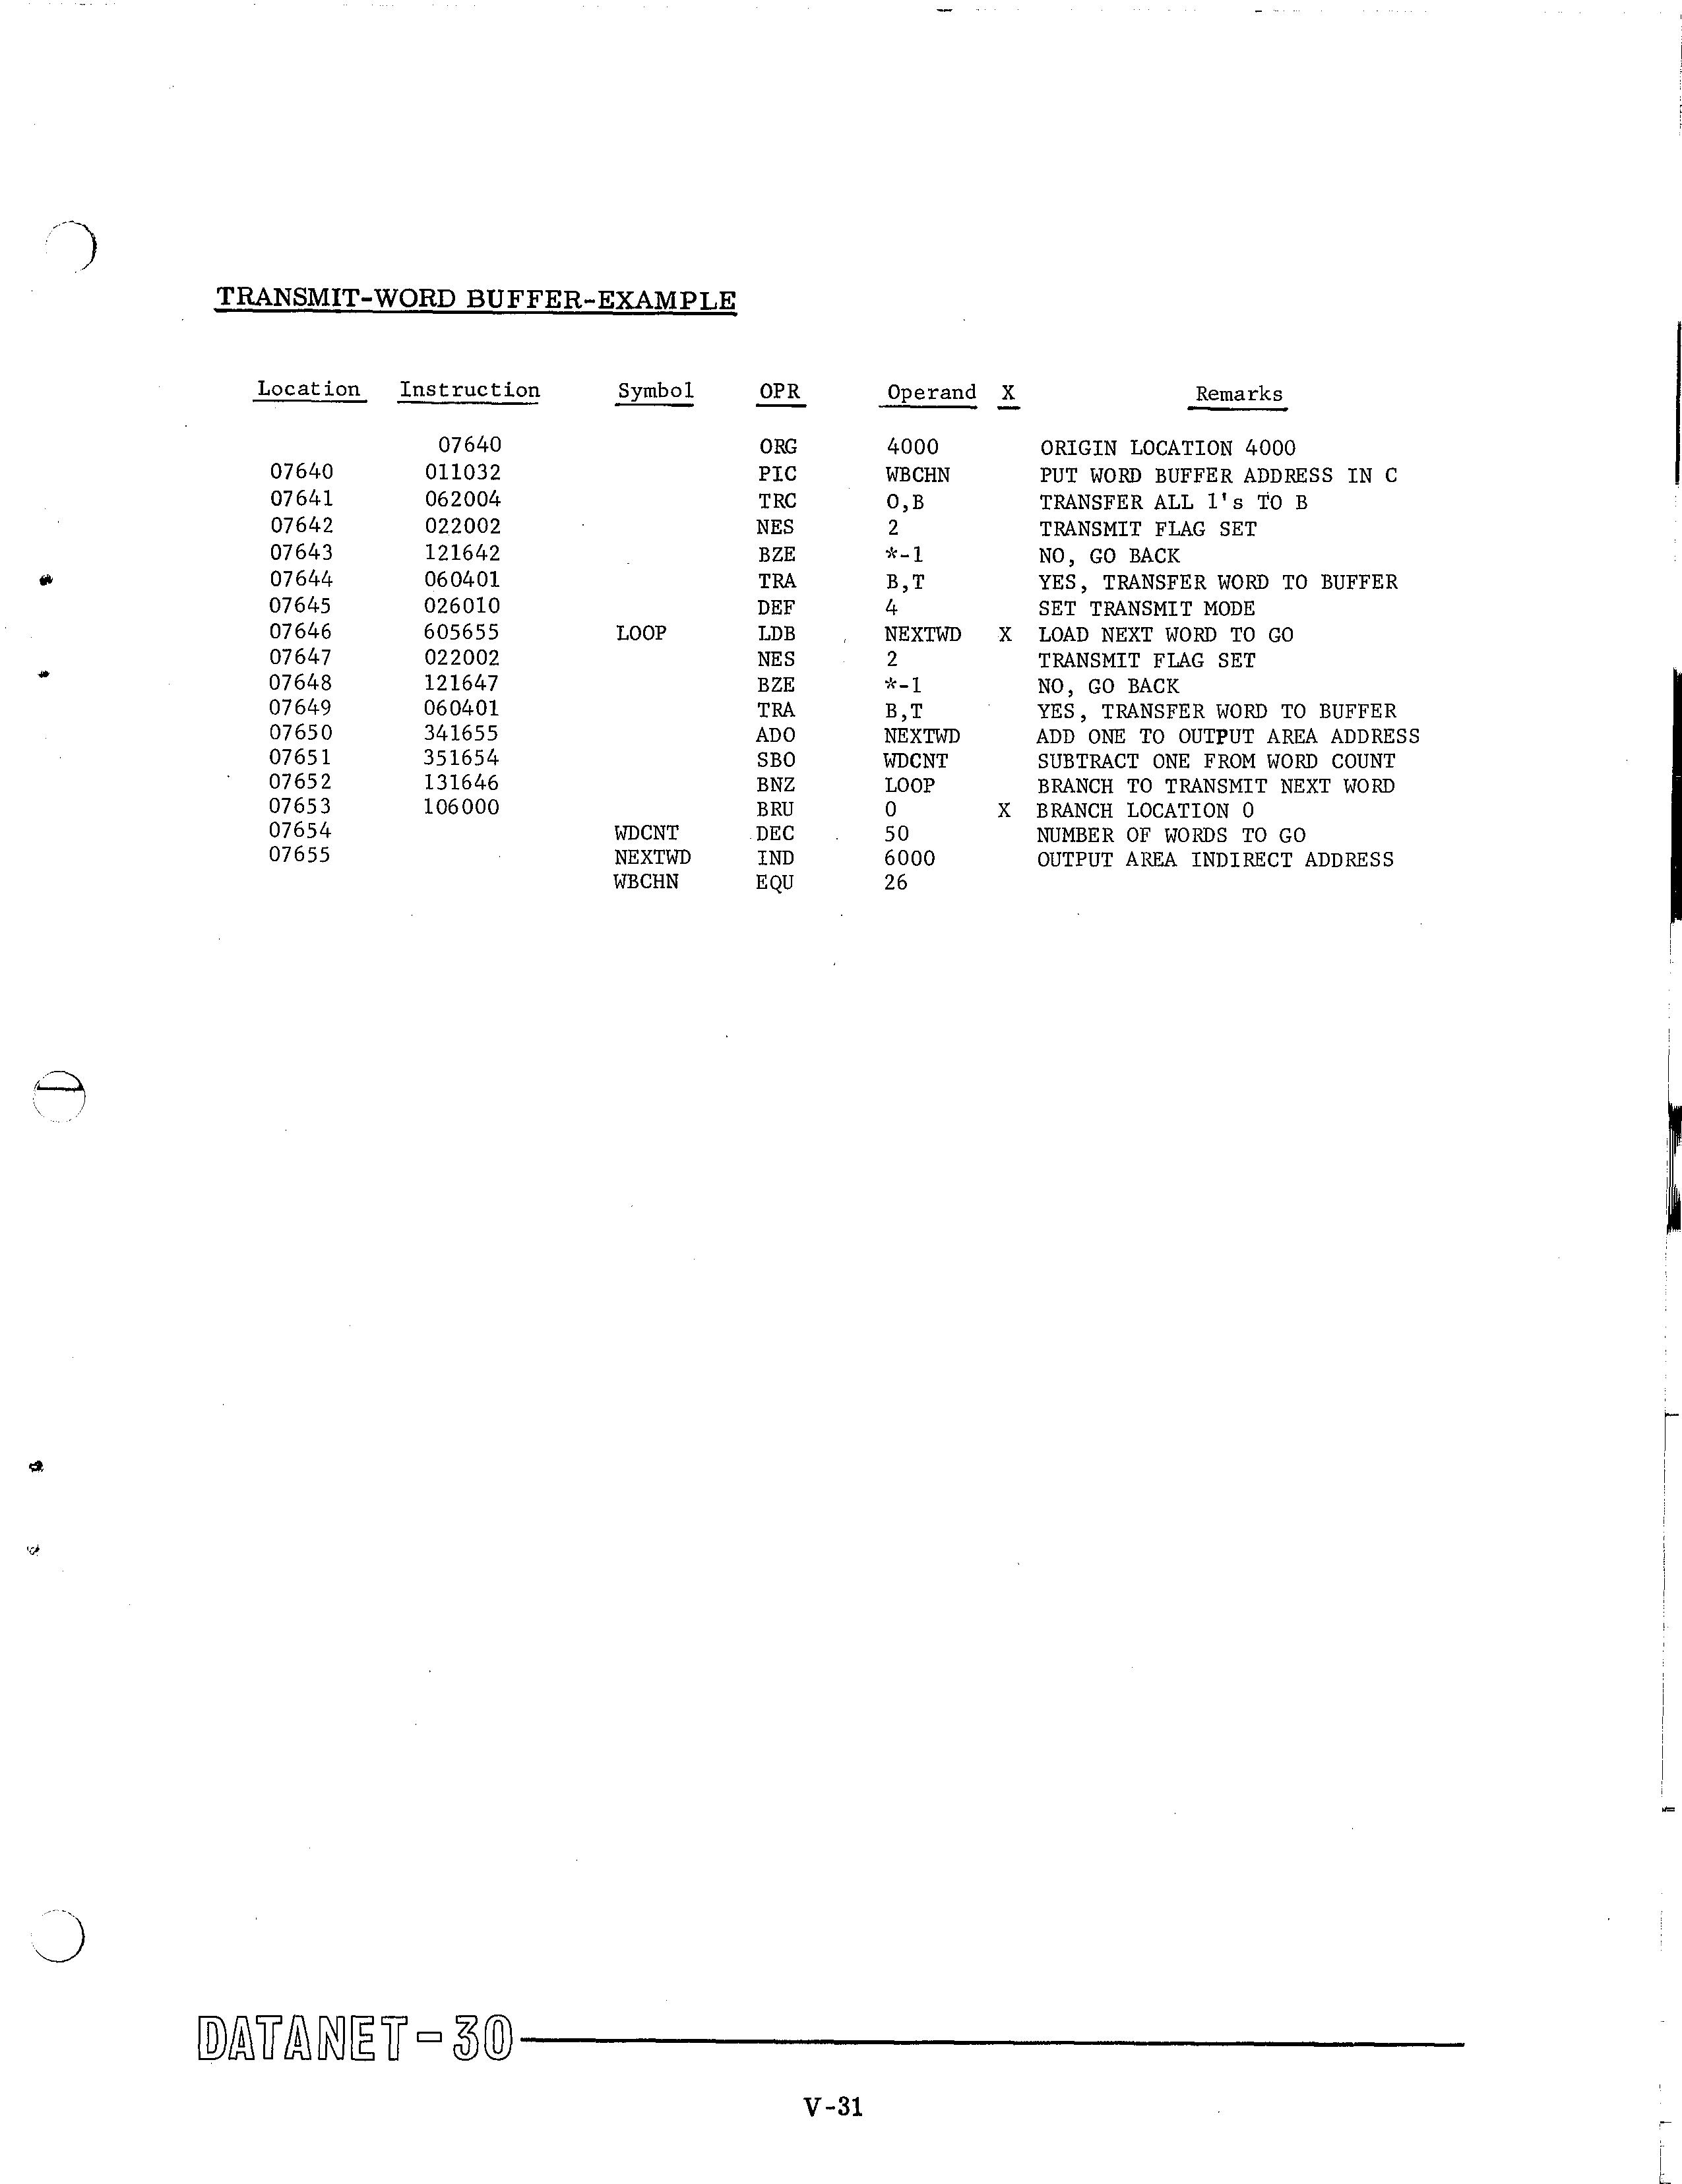 TRANSMIT-WORD BUFFER-EXAMPLE
Location Instruction Symbol OPR Operand X Remarks
07640 ORG 4000 ORIGIN LOCATION 4000
07640 011032 PIC WBCHN PUT WORD BUFFER ADDRESS IN C
07641 062004 TRC 0,B TRANSFER ALL 1's TO B
07642 022002 NES 2 TRANSMIT FLAG SET
07643 121642 BZE *-1 NO, GO BACK
07644 060401 TRA B,T YES, TRANSFER WORD TO BUFFER
07645 026010 DEF 4 SET TRANSMIT MODE
07646 605655 LOOP LDB NEXTWD X LOAD NEXT WORD TO GO
07647 022002 NES 2 TRANSMIT FLAG SET
07648 121647 BZE *-1 NO, GO BACK
07649 060401 TRA B,T YES, TRANSFER WORD TO BUFFER
07650 341655 ADO NEXTWD ADD ONE TO OUTPUT AREA ADDRESS
07651 351654 SBO WDCNT SUBTRACT ONE FROM WORD COUNT
07652 131646 BNZ LOOP BRANCH TO TRANSMIT NEXT WORD
07653 106000 BRU 0 X BRANCH LOCATION 0
07654 WDCNT DEC 50 NUMBER OF WORDS TO GO
07655 NEXTWD IND 6000 OUTPUT AREA INDIRECT ADDRESS
WBCHN EQU 26
DATANET-30
V-31